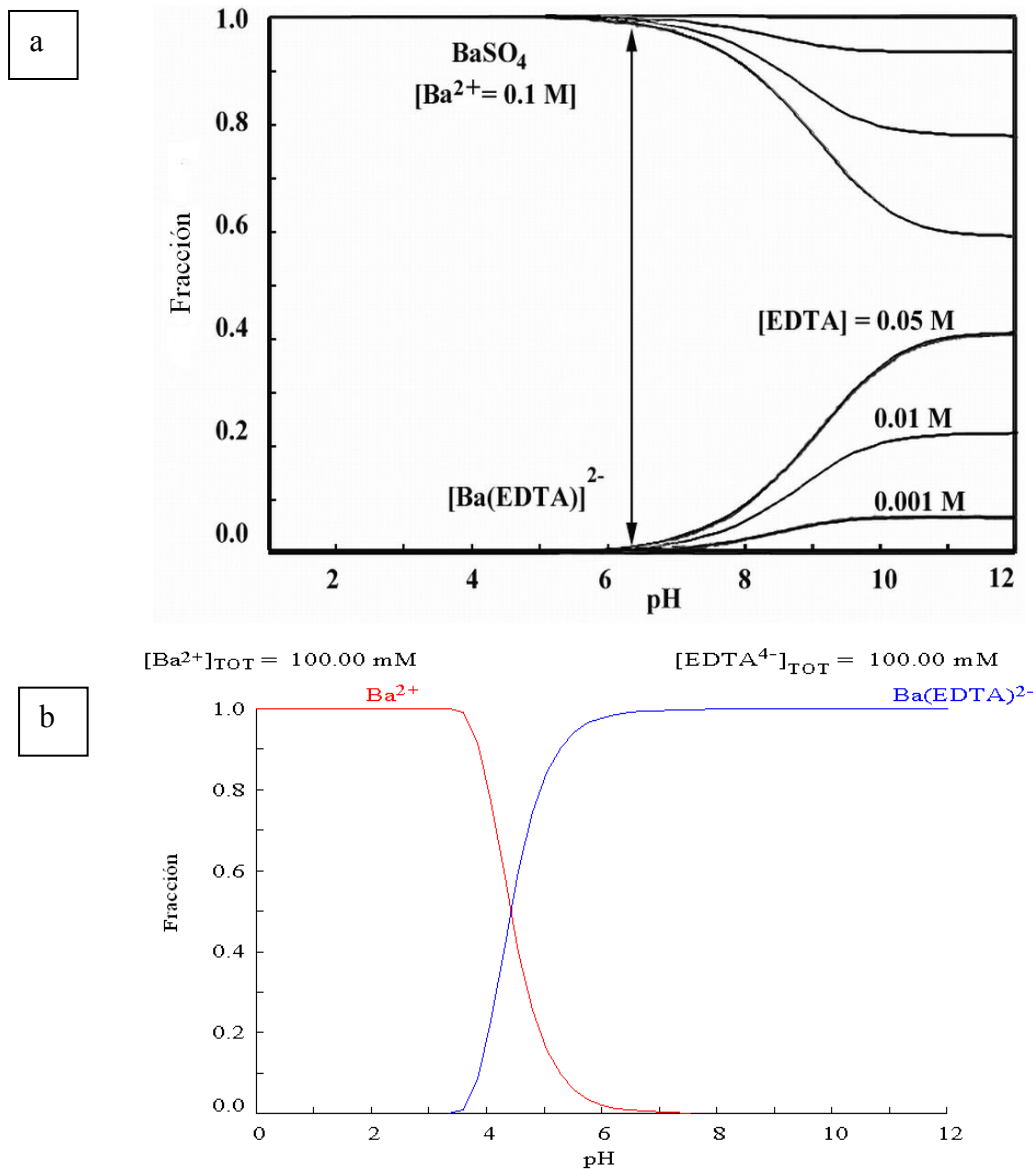 a
1.0
BaSO4
[Ba2+= 0.1 M]
0.8
0.6
Fracción
0.4
[EDTA] = 0.05 M
0.2
0.01 M
[Ba(EDTA)]2-
0.001 M
0.0
2 4 6 8 10 12
pH
[Ba2+]TOT = 100.00 mM [EDTA4-]TOT = 100.00 mM
b
Ba2+ Ba(EDTA)2-
1.0
0.8
0.6
Fracción
0.4
0.2
0.0
0 2 4 6 8 10 12
pH